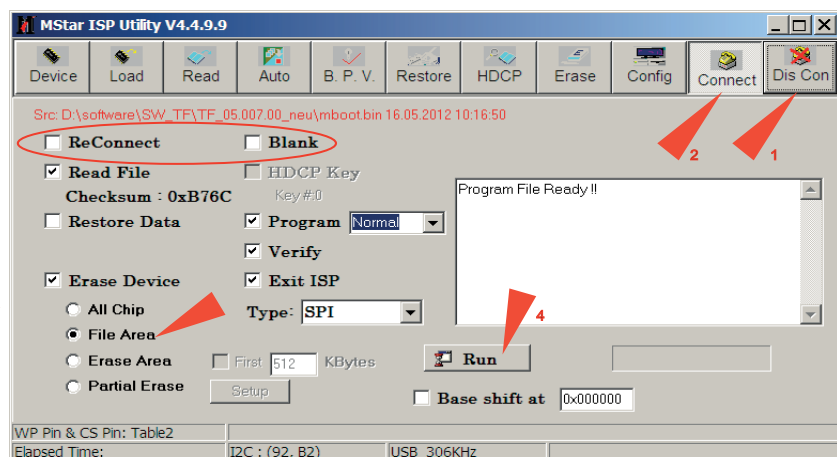 MStar ISP Utility V4.4.9.9
Device Load Read Auto B. P. V. Restore HDCP Erase Config Connect Dis Con
Src: D:\software\SW_TF\TF_05.007.00_neu\mboot.bin 16.05.2012 10:16:50
ReConnect Blank
2 1
Read File HDCP Key
Checksum : 0xB76C Key#:0
Program File Ready !!
Restore Data Program Normal
Verify
Erase Device Exit ISP
All Chip Type: SPI
4
File Area
Erase Area First 512 KBytes Run
Partial Erase Setup
Base shift at 0x000000
WP Pin & CS Pin: Table2
Elapsed Time: I2C : (92, B2) USB 306KHz